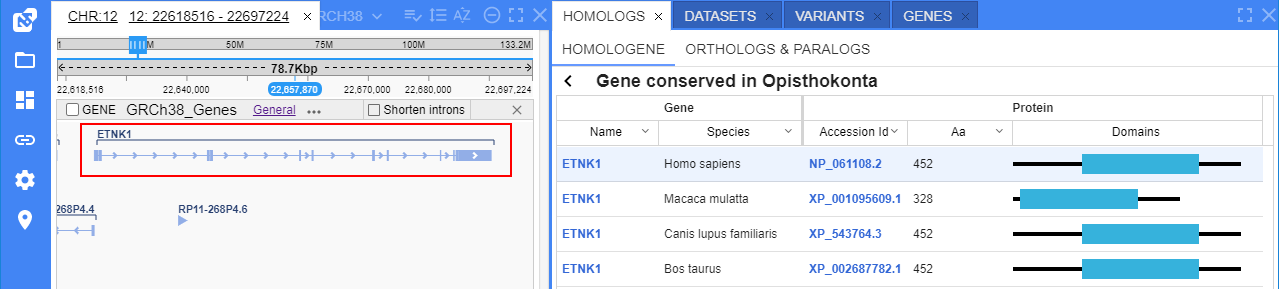 CHR:12 12: 22618516 - 22697224 RCH38
1 M 50M 75M 100M 133.2M
78.7Kbp
22,618,516 22,640,000 22,657,870 22,670,000 22,680,000 22,697,224
GENE GRCh38_Genes General ••• Shorten introns
ETNK1
268P4.4 RP11-268P4.6
HOMOLOGS DATASETS VARIANTS GENES
HOMOLOGENE ORTHOLOGS & PARALOGS
Gene conserved in Opisthokonta
Gene Protein
Name Species Accession Id Aa Domains
ETNK1 Homo sapiens NP_061108.2 452
ETNK1 Macaca mulatta XP_001095609.1 328
ETNK1 Canis lupus familiaris XP_543764.3 452
ETNK1 Bos taurus XP_002687782.1 452